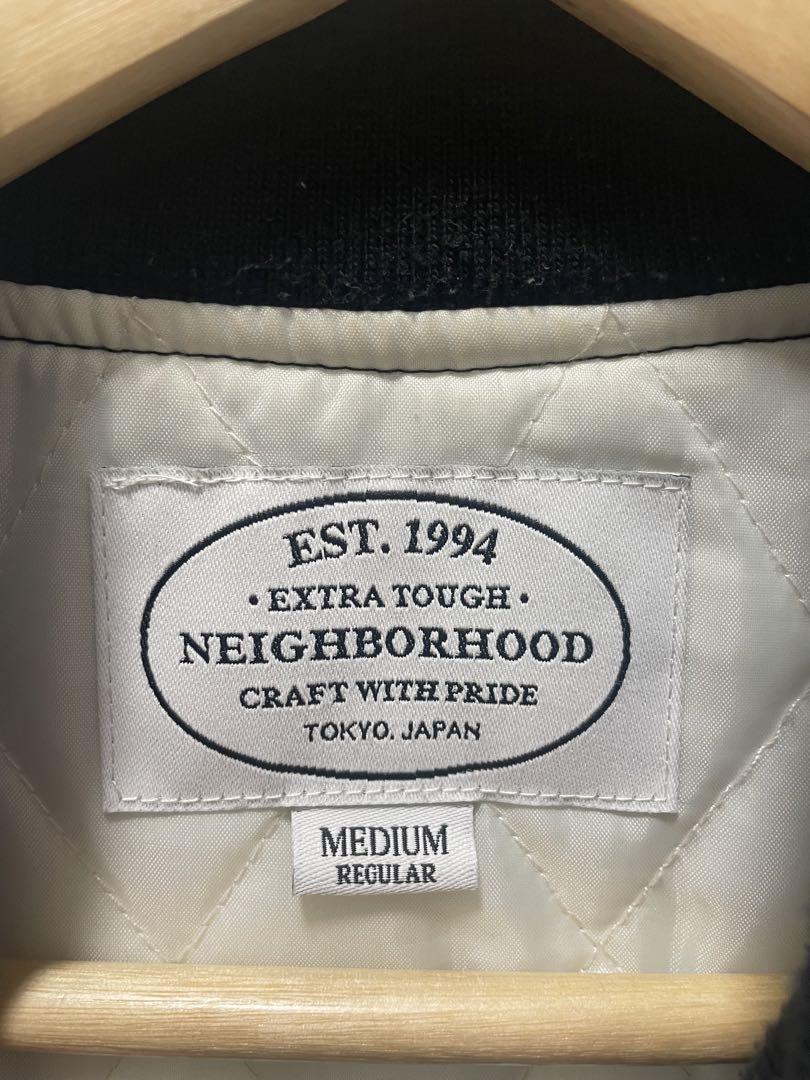 EST. 1994
• EXTRA TOUGH •
NEIGHBORHOOD
CRAFT WITH PRIDE
TOKYO. JAPAN
MEDIUM
REGULAR